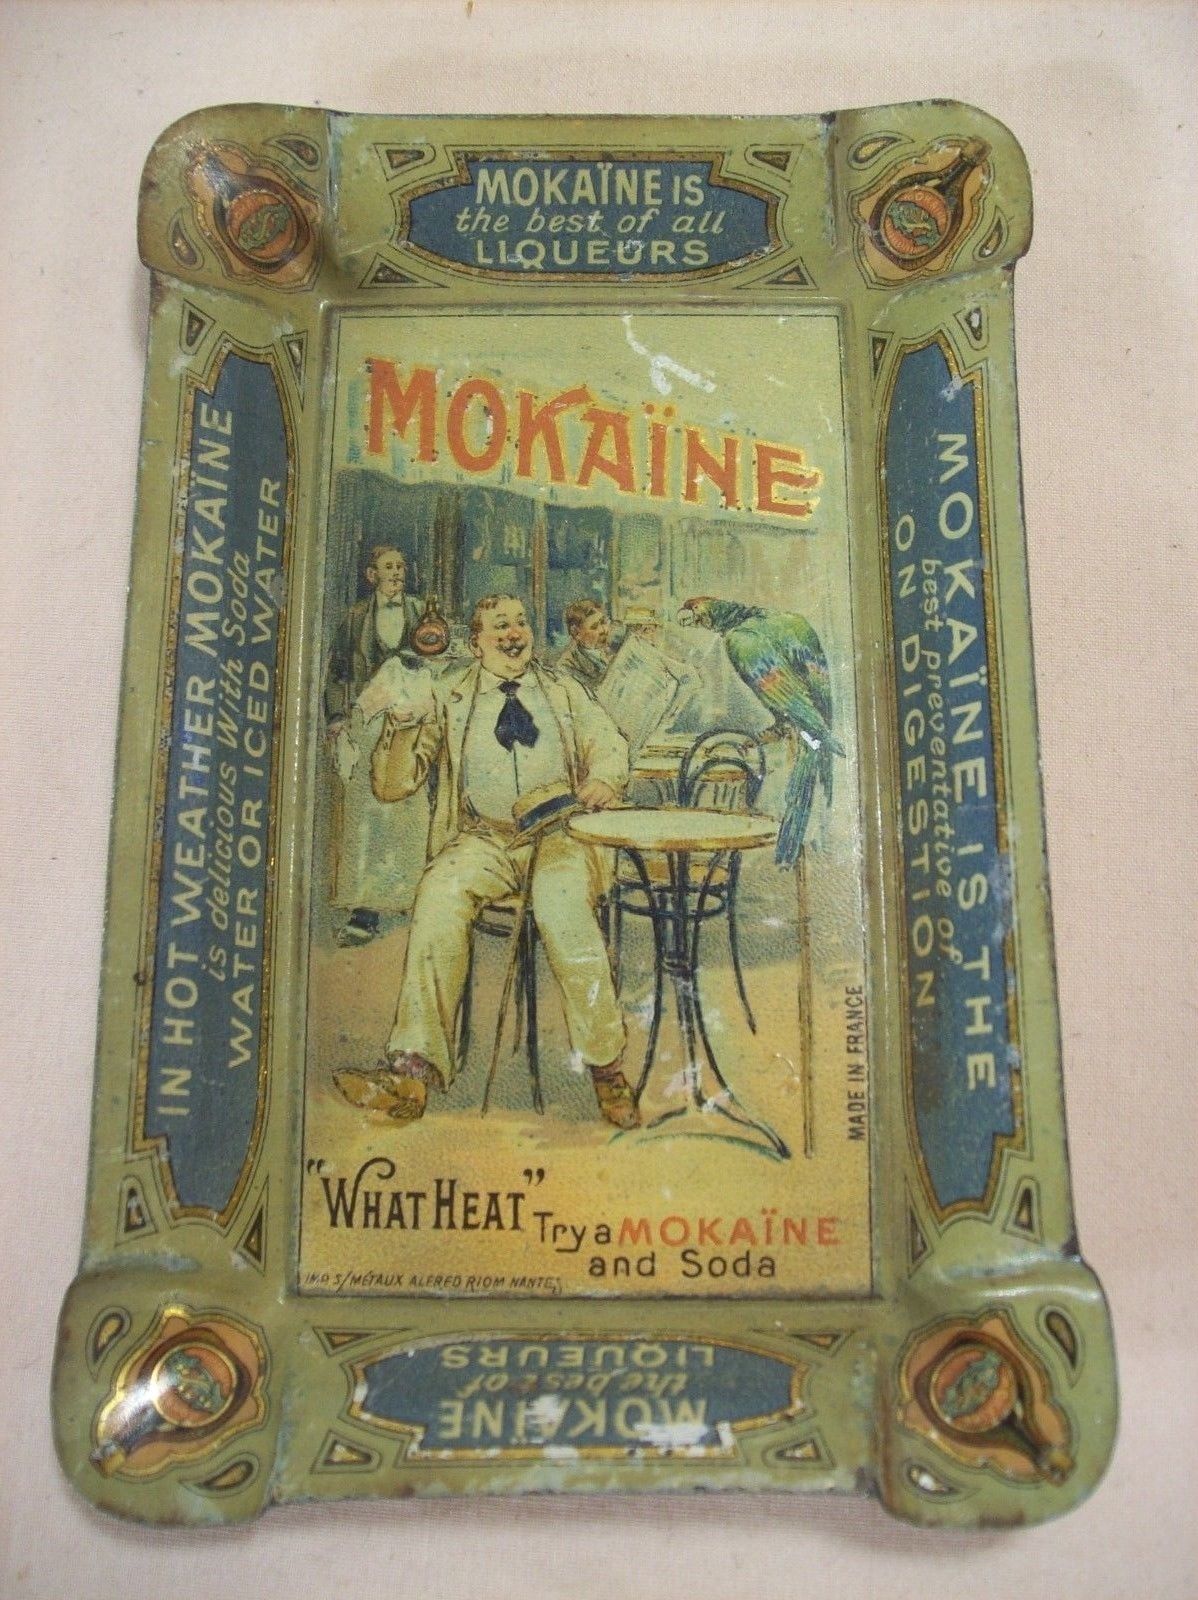 MOKAÏNE IS
the best of all
LIQUEURS
MOKAÏNE
IN HOT WEATHER MOKAÏNE
is delicious With Soda
WATER OR ICED WATER
MOKAÏNE IS THE
best preventative of
ON DIGESTION
MADE IN FRANCE
"WHAT HEAT"
Try a MOKAÏNE
and Soda
IMP. S/MÉTAUX ALFRED RIOM NANTES
MOKAÏNE
the best of
LIQUEURS